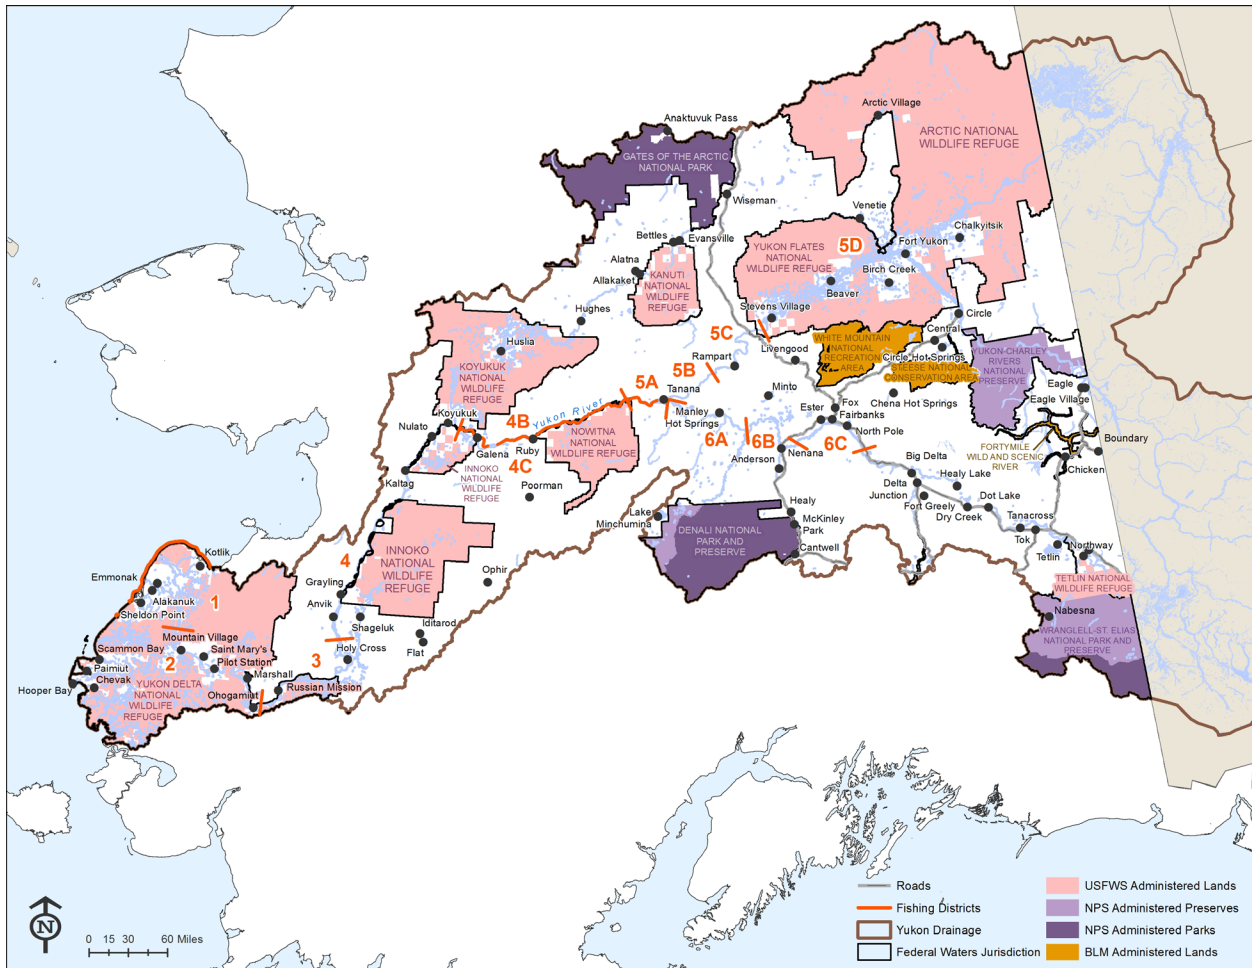 Anaktuvuk Pass
GATES OF THE ARCTIC
NATIONAL PARK
Arctic Village
ARCTIC NATIONAL
WILDLIFE REFUGE
Wiseman
Venetie
Chalkyitsik
Bettles
Evansville
YUKON FLATES
NATIONAL
WILDLIFE REFUGE
5D
Fort Yukon
Alatna
Allakaket
KANUTI
NATIONAL
WILDLIFE
REFUGE
Birch Creek
Beaver
Stevens Village
Hughes
Circle
5C
Central
WHITE MOUNTAIN
NATIONAL
RECREATION
AREA
Livengood
Huslia
Rampart
Circle Hot Springs
YUKON-CHARLEY
RIVERS
NATIONAL
PRESERVE
KOYUKUK
NATIONAL
WILDLIFE
REFUGE
5B
STEESE NATIONAL
CONSERVATION AREA
5A
Tanana
Minto
Eagle
Chena Hot Springs
Eagle Village
Yukon River
Koyukuk
4B
Manley
Hot Springs
Fox
Ester
Fairbanks
Nulato
NOWITNA
NATIONAL
WILDLIFE REFUGE
North Pole
6A
6B
6C
Boundary
Galena
Ruby
4C
Nenana
FORTYMILE
WILD AND SCENIC
RIVER
Anderson
Big Delta
Chicken
INNOKO
NATIONAL
WILDLIFE
REFUGE
Kaltag
Poorman
Healy Lake
Delta
Junction
Dot Lake
Healy
Fort Greely
Lake
Minchumina
McKinley
Park
Dry Creek
Tanacross
DENALI NATIONAL
PARK AND
PRESERVE
Tok
Cantwell
Northway
Kotlik
INNOKO
NATIONAL
WILDLIFE
REFUGE
Tetlin
4
Emmonak
Grayling
Ophir
TETLIN NATIONAL
WILDLIFE REFUGE
Alakanuk
1
Anvik
Sheldon Point
Nabesna
Shageluk
Iditarod
WRANGLELL-ST. ELIAS
NATIONAL PARK AND
PRESERVE
Mountain Village
Scammon Bay
Saint Mary's
2
Pilot Station
3
Holy Cross
Flat
Paimiut
Marshall
Chevak
YUKON DELTA
NATIONAL
WILDLIFE
REFUGE
Hooper Bay
Ohogamiut
Russian Mission
N
0 15 30 60 Miles
Roads
Fishing Districts
Yukon Drainage
Federal Waters Jurisdiction
USFWS Administered Lands
NPS Administered Preserves
NPS Administered Parks
BLM Administered Lands